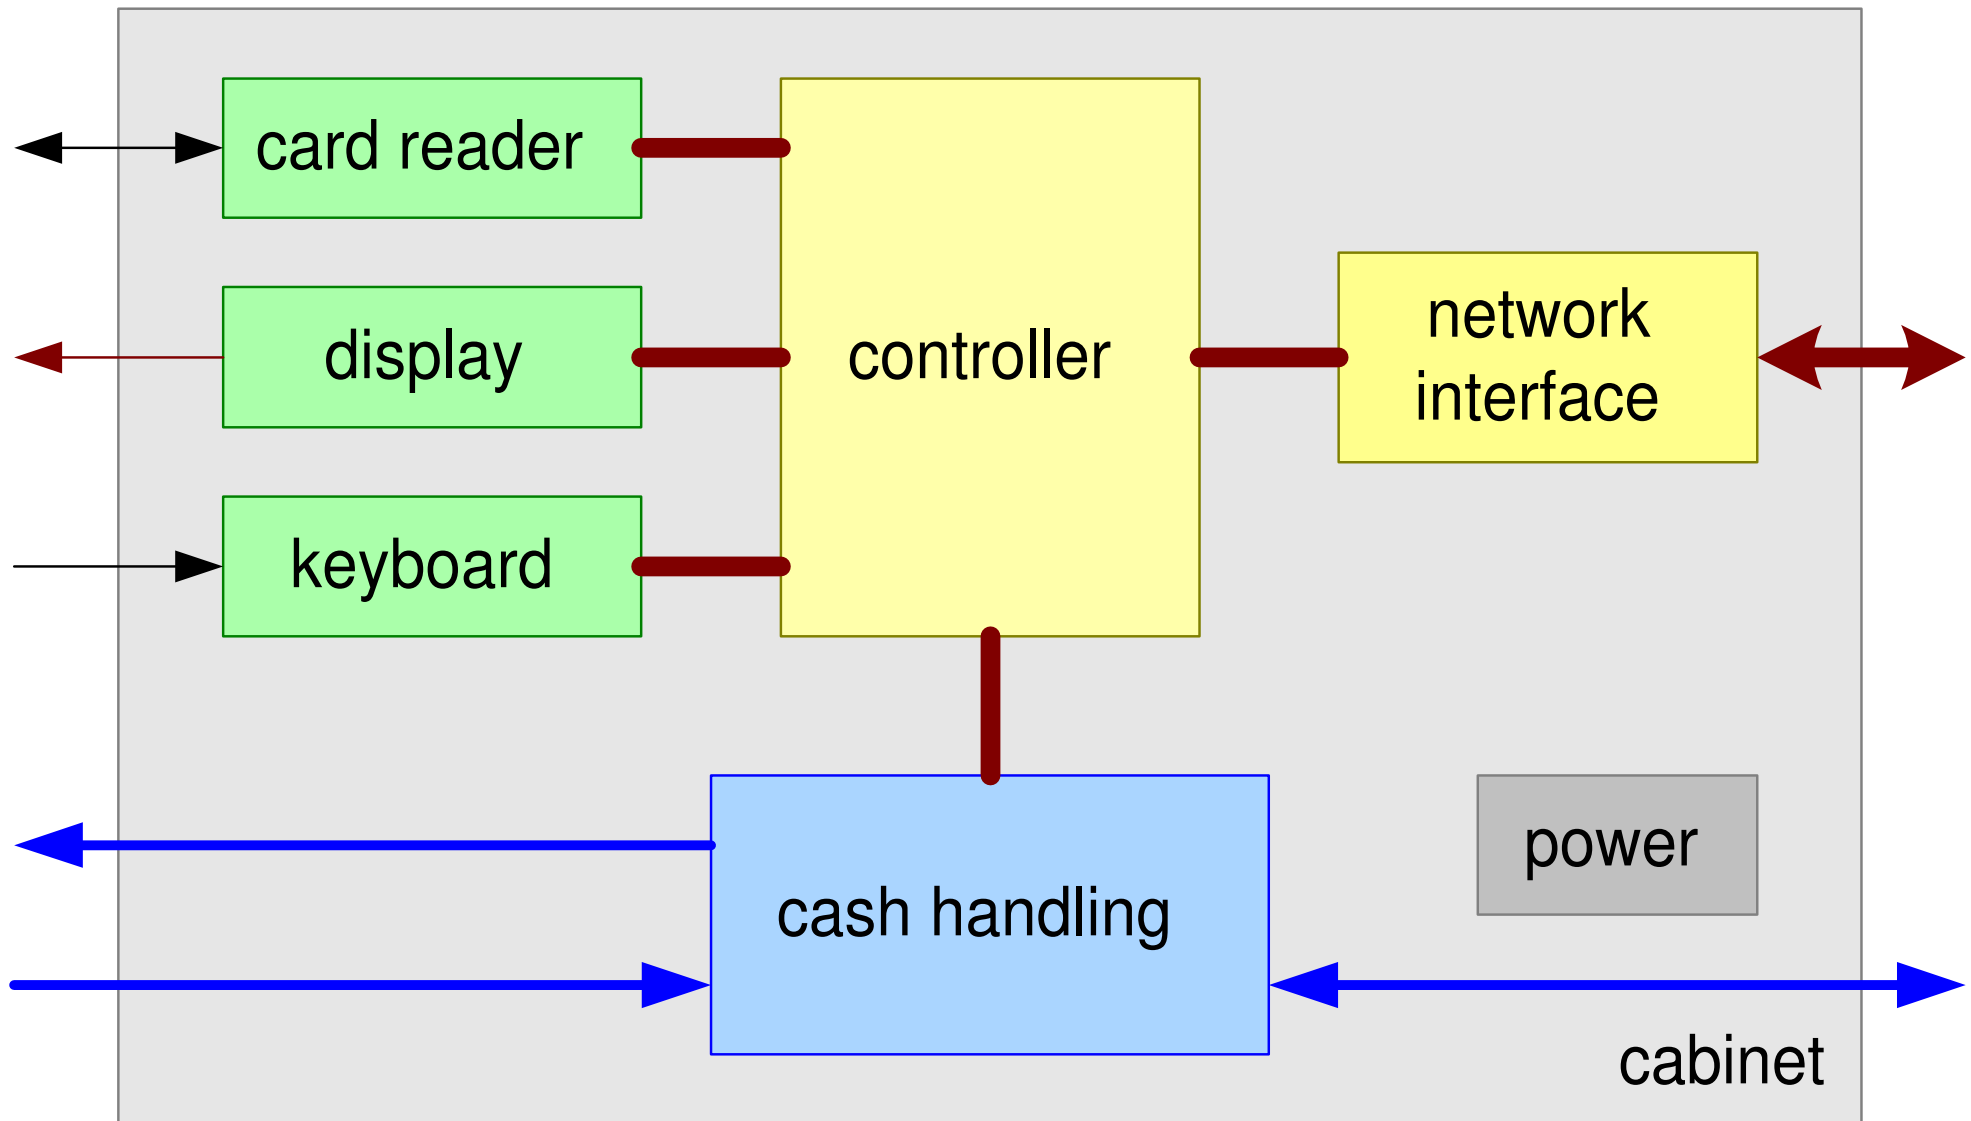 card reader
display
keyboard
controller
network
interface
cash handling
power
cabinet